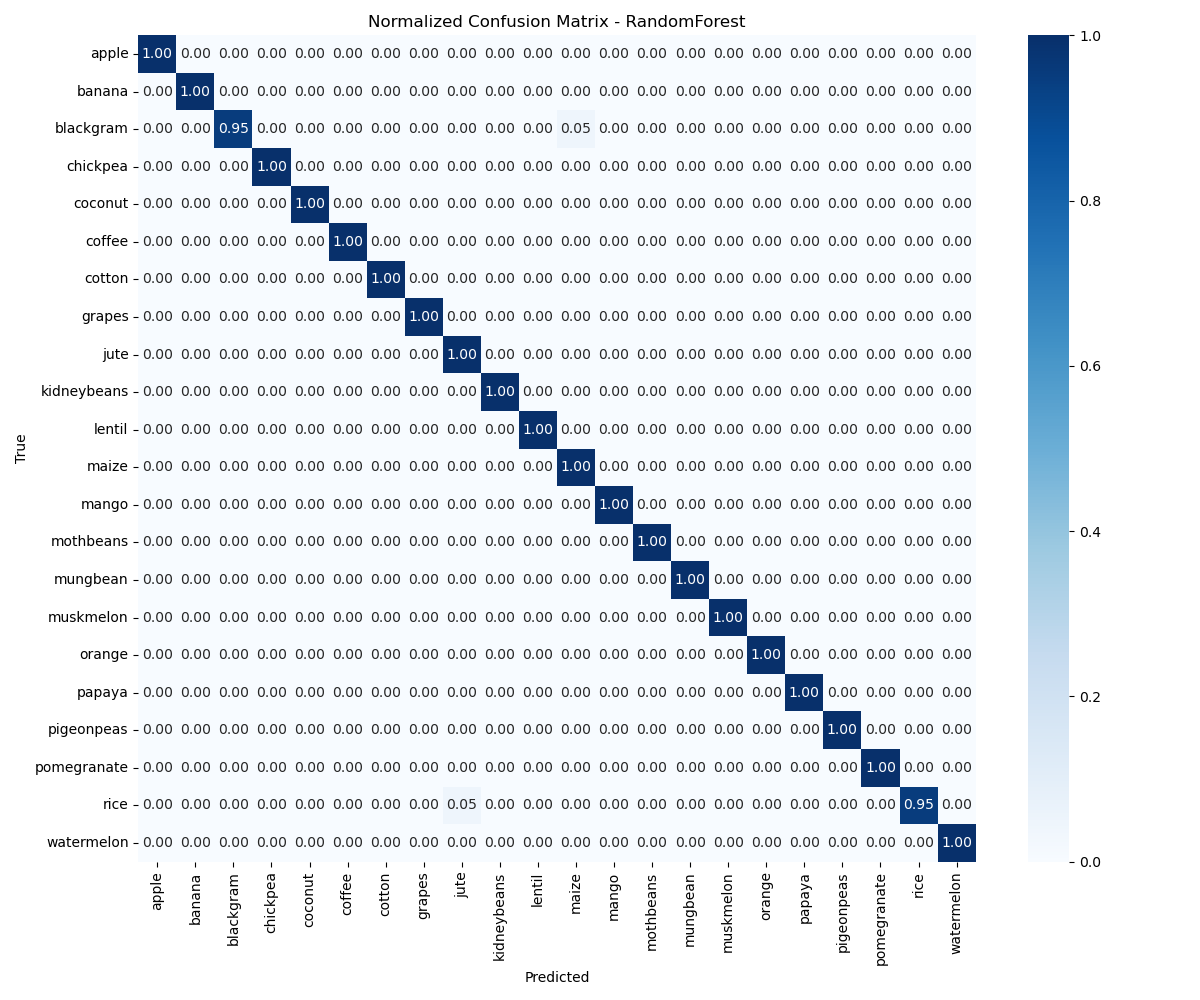 Normalized Confusion Matrix - RandomForest
apple 1.00 0.00 0.00 0.00 0.00 0.00 0.00 0.00 0.00 0.00 0.00 0.00 0.00 0.00 0.00 0.00 0.00 0.00 0.00 0.00 0.00 0.00
banana 0.00 1.00 0.00 0.00 0.00 0.00 0.00 0.00 0.00 0.00 0.00 0.00 0.00 0.00 0.00 0.00 0.00 0.00 0.00 0.00 0.00 0.00
blackgram 0.00 0.00 0.95 0.00 0.00 0.00 0.00 0.00 0.00 0.00 0.00 0.05 0.00 0.00 0.00 0.00 0.00 0.00 0.00 0.00 0.00 0.00
chickpea 0.00 0.00 0.00 1.00 0.00 0.00 0.00 0.00 0.00 0.00 0.00 0.00 0.00 0.00 0.00 0.00 0.00 0.00 0.00 0.00 0.00 0.00
coconut 0.00 0.00 0.00 0.00 1.00 0.00 0.00 0.00 0.00 0.00 0.00 0.00 0.00 0.00 0.00 0.00 0.00 0.00 0.00 0.00 0.00 0.00
coffee 0.00 0.00 0.00 0.00 0.00 1.00 0.00 0.00 0.00 0.00 0.00 0.00 0.00 0.00 0.00 0.00 0.00 0.00 0.00 0.00 0.00 0.00
cotton 0.00 0.00 0.00 0.00 0.00 0.00 1.00 0.00 0.00 0.00 0.00 0.00 0.00 0.00 0.00 0.00 0.00 0.00 0.00 0.00 0.00 0.00
grapes 0.00 0.00 0.00 0.00 0.00 0.00 0.00 1.00 0.00 0.00 0.00 0.00 0.00 0.00 0.00 0.00 0.00 0.00 0.00 0.00 0.00 0.00
jute 0.00 0.00 0.00 0.00 0.00 0.00 0.00 0.00 1.00 0.00 0.00 0.00 0.00 0.00 0.00 0.00 0.00 0.00 0.00 0.00 0.00 0.00
kidneybeans 0.00 0.00 0.00 0.00 0.00 0.00 0.00 0.00 0.00 1.00 0.00 0.00 0.00 0.00 0.00 0.00 0.00 0.00 0.00 0.00 0.00 0.00
lentil 0.00 0.00 0.00 0.00 0.00 0.00 0.00 0.00 0.00 0.00 1.00 0.00 0.00 0.00 0.00 0.00 0.00 0.00 0.00 0.00 0.00 0.00
maize 0.00 0.00 0.00 0.00 0.00 0.00 0.00 0.00 0.00 0.00 0.00 1.00 0.00 0.00 0.00 0.00 0.00 0.00 0.00 0.00 0.00 0.00
mango 0.00 0.00 0.00 0.00 0.00 0.00 0.00 0.00 0.00 0.00 0.00 0.00 1.00 0.00 0.00 0.00 0.00 0.00 0.00 0.00 0.00 0.00
mothbeans 0.00 0.00 0.00 0.00 0.00 0.00 0.00 0.00 0.00 0.00 0.00 0.00 0.00 1.00 0.00 0.00 0.00 0.00 0.00 0.00 0.00 0.00
mungbean 0.00 0.00 0.00 0.00 0.00 0.00 0.00 0.00 0.00 0.00 0.00 0.00 0.00 0.00 1.00 0.00 0.00 0.00 0.00 0.00 0.00 0.00
muskmelon 0.00 0.00 0.00 0.00 0.00 0.00 0.00 0.00 0.00 0.00 0.00 0.00 0.00 0.00 0.00 1.00 0.00 0.00 0.00 0.00 0.00 0.00
orange 0.00 0.00 0.00 0.00 0.00 0.00 0.00 0.00 0.00 0.00 0.00 0.00 0.00 0.00 0.00 0.00 1.00 0.00 0.00 0.00 0.00 0.00
papaya 0.00 0.00 0.00 0.00 0.00 0.00 0.00 0.00 0.00 0.00 0.00 0.00 0.00 0.00 0.00 0.00 0.00 1.00 0.00 0.00 0.00 0.00
pigeonpeas 0.00 0.00 0.00 0.00 0.00 0.00 0.00 0.00 0.00 0.00 0.00 0.00 0.00 0.00 0.00 0.00 0.00 0.00 1.00 0.00 0.00 0.00
pomegranate 0.00 0.00 0.00 0.00 0.00 0.00 0.00 0.00 0.00 0.00 0.00 0.00 0.00 0.00 0.00 0.00 0.00 0.00 0.00 1.00 0.00 0.00
rice 0.00 0.00 0.00 0.00 0.00 0.00 0.00 0.00 0.05 0.00 0.00 0.00 0.00 0.00 0.00 0.00 0.00 0.00 0.00 0.00 0.95 0.00
watermelon 0.00 0.00 0.00 0.00 0.00 0.00 0.00 0.00 0.00 0.00 0.00 0.00 0.00 0.00 0.00 0.00 0.00 0.00 0.00 0.00 0.00 1.00
True
apple banana blackgram chickpea coconut coffee cotton grapes jute kidneybeans lentil maize mango mothbeans mungbean muskmelon orange papaya pigeonpeas pomegranate rice watermelon
Predicted
1.0
0.8
0.6
0.4
0.2
0.0